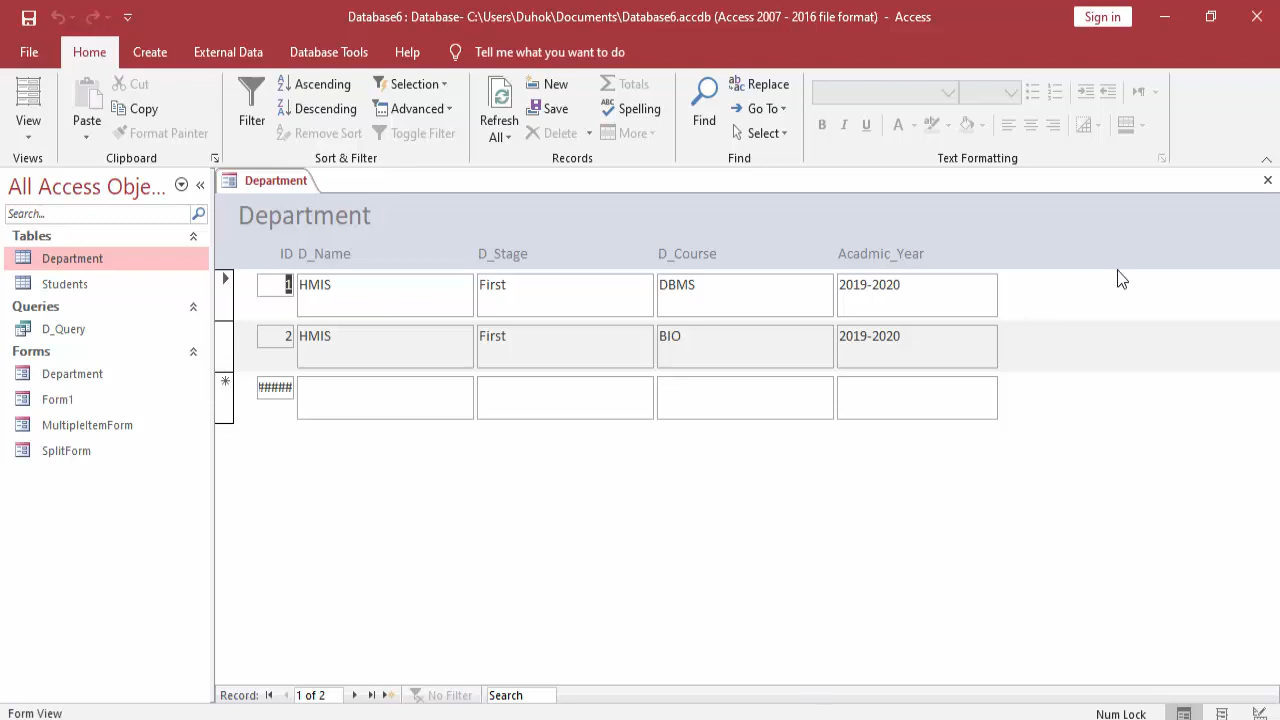 Database6 : Database- C:\Users\Duhok\Documents\Database6.accdb (Access 2007 - 2016 file format) - Access
Sign in
File Home Create External Data Database Tools Help Tell me what you want to do
View
Views
Paste
Cut
Copy
Format Painter
Clipboard
Filter
Ascending
Descending
Remove Sort
Selection
Advanced
Toggle Filter
Sort & Filter
Refresh
All
New
Save
Delete
Totals
Spelling
More
Records
Find
Replace
Go To
Select
Find
B I U A
Text Formatting
All Access Obje...
Search...
Tables
Department
Students
Queries
D_Query
Forms
Department
Form1
MultipleItemForm
SplitForm
Department
Department
ID D_Name D_Stage D_Course Acadmic_Year
1 HMIS First DBMS 2019-2020
2 HMIS First BIO 2019-2020
* #####
Record: 1 of 2 No Filter Search
Form View Num Lock